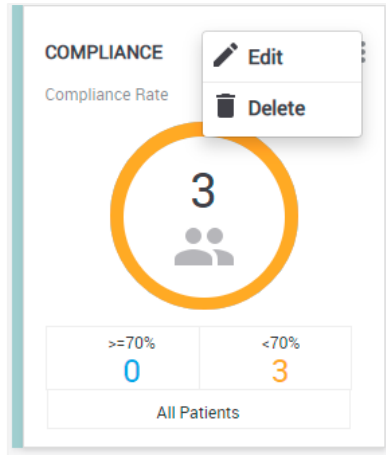 COMPLIANCE
Edit
Compliance Rate
Delete
3
>=70% <70%
0 3
All Patients